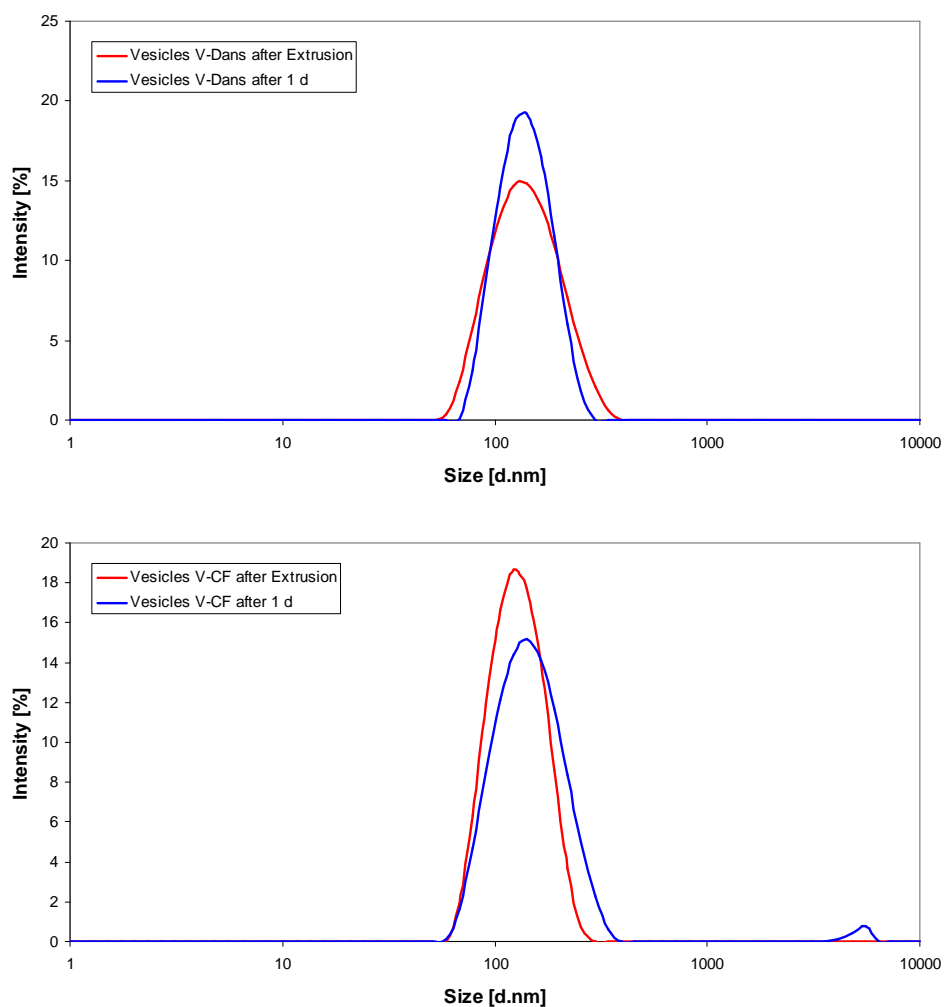 25
20
15
10
5
0
Intensity [%]
Vesicles V-Dans after Extrusion
Vesicles V-Dans after 1 d
1 10 100 1000 10000
Size [d.nm]
20
18
16
14
12
10
8
6
4
2
0
Intensity [%]
Vesicles V-CF after Extrusion
Vesicles V-CF after 1 d
1 10 100 1000 10000
Size [d.nm]